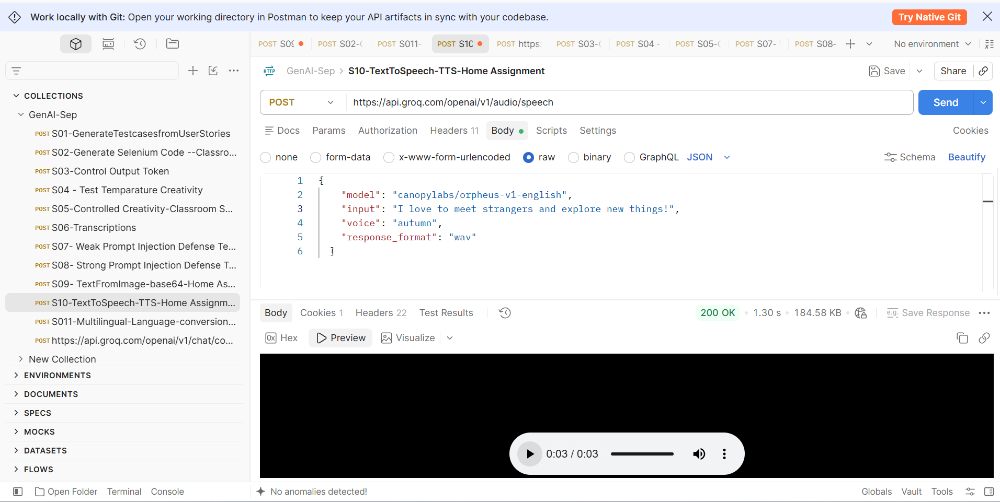 Work locally with Git: Open your working directory in Postman to keep your API artifacts in sync with your codebase.
Try Native Git
POST S09
POST S02-
POST S011-
POST S10
POST https:
POST S03-
POST S04 -
POST S05-
POST S07-
POST S08-
No environment
COLLECTIONS
GenAI-Sep
POST S01-GenerateTestcasesfromUserStories
POST S02-Generate Selenium Code --Classro...
POST S03-Control Output Token
POST S04 - Test Temparature Creativity
POST S05-Controlled Creativity-Classroom S...
POST S06-Transcriptions
POST S07- Weak Prompt Injection Defense Te...
POST S08- Strong Prompt Injection Defense T...
POST S09- TextFromImage-base64-Home As...
POST S10-TextToSpeech-TTS-Home Assignm...
POST S011-Multilingual-Language-conversion...
POST https://api.groq.com/openai/v1/chat/co...
New Collection
ENVIRONMENTS
DOCUMENTS
SPECS
MOCKS
DATASETS
FLOWS
HTTP GenAI-Sep > S10-TextToSpeech-TTS-Home Assignment
Save
Share
POST https://api.groq.com/openai/v1/audio/speech
Send
Docs Params Authorization Headers 11 Body Scripts Settings
Cookies
none form-data x-www-form-urlencoded raw binary GraphQL JSON
Schema Beautify
1 {
2 "model": "canopylabs/orpheus-v1-english",
3 "input": "I love to meet strangers and explore new things!",
4 "voice": "autumn",
5 "response_format": "wav"
6 }
Body Cookies 1 Headers 22 Test Results
200 OK • 1.30 s • 184.58 KB
e.g. Save Response
0x Hex Preview Visualize
0:03 / 0:03
Open Folder Terminal Console
No anomalies detected!
Globals Vault Tools